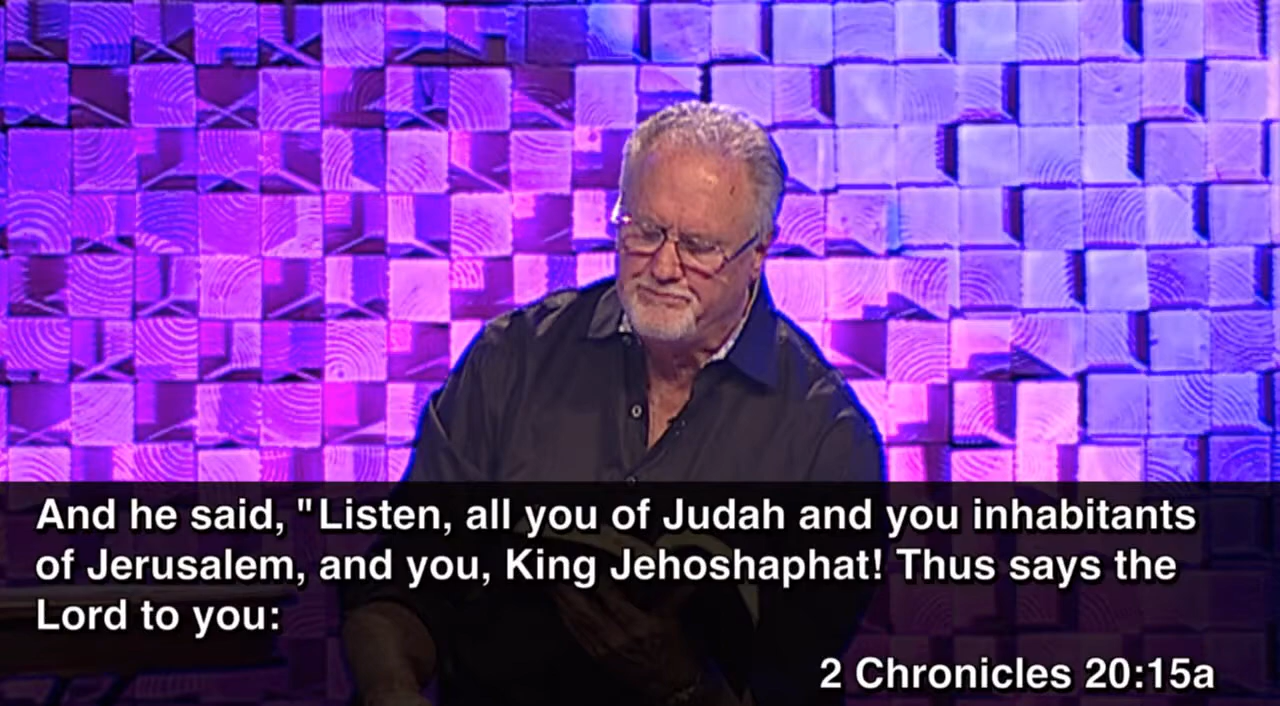 And he said, "Listen, all you of Judah and you inhabitants
of Jerusalem, and you, King Jehoshaphat! Thus says the
Lord to you:
2 Chronicles 20:15a